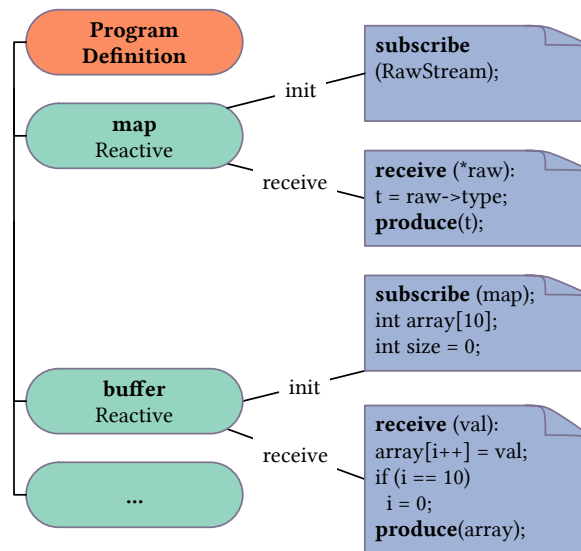 Program
Definition
map
Reactive
init
subscribe
(RawStream);
receive
receive (*raw):
t = raw->type;
produce(t);
buffer
Reactive
init
subscribe (map);
int array[10];
int size = 0;
receive
receive (val):
array[i++] = val;
if (i == 10)
i = 0;
produce(array);
...